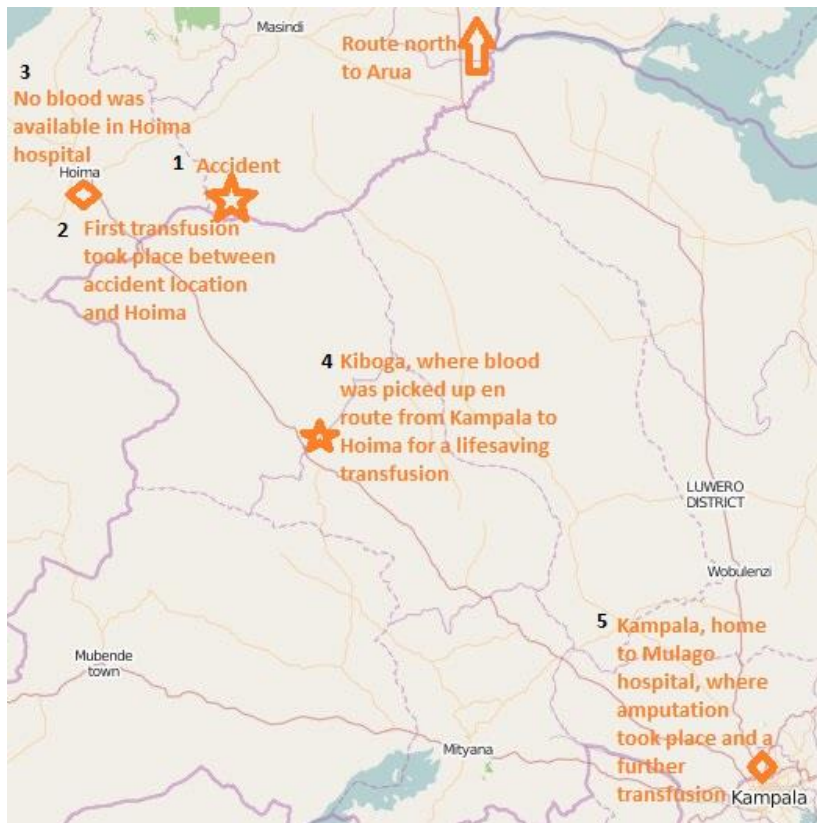 Masindi
Route north
to Arua
3
No blood was
available in Hoima
hospital
Hoima
1 Accident
2 First transfusion
took place between
accident location
and Hoima
4 Kiboga, where blood
was picked up en
route from Kampala to
Hoima for a lifesaving
transfusion
LUWERO
DISTRICT
Wobulenzi
5 Kampala, home
to Mulago
hospital, where
amputation
took place and a
further
transfusion
Mubende
town
Mityana
Kampala